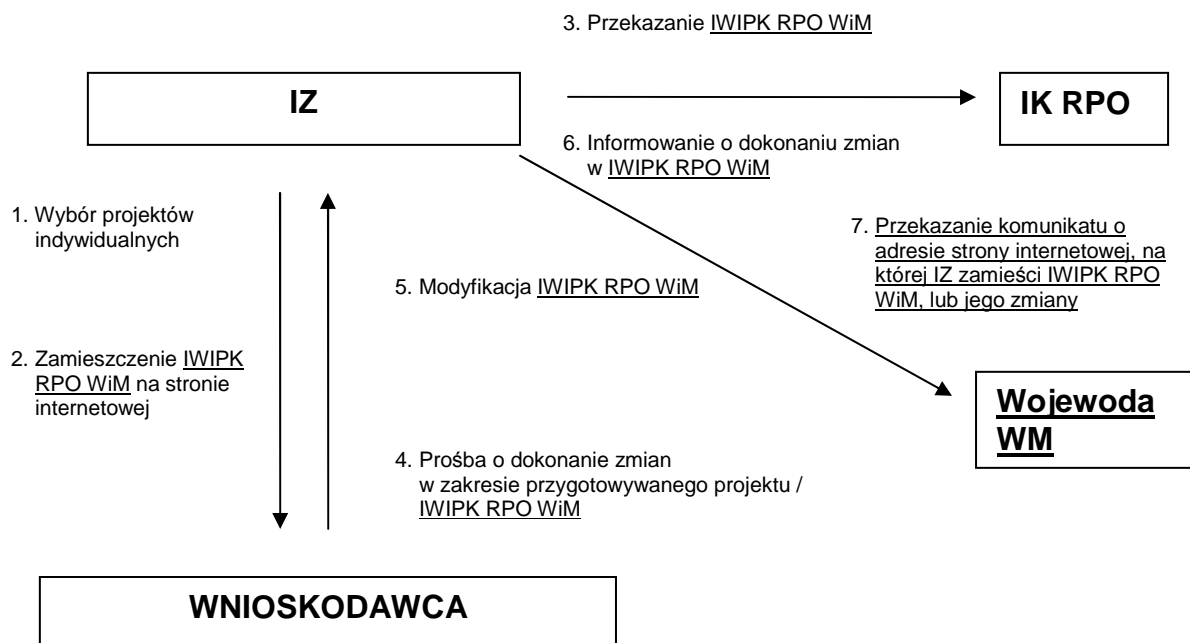 3. Przekazanie IWIPK RPO WiM
IZ
IK RPO
6. Informowanie o dokonaniu zmian
w IWIPK RPO WiM
1. Wybór projektów
indywidualnych
7. Przekazanie komunikatu o
adresie strony internetowej, na
której IZ zamieści IWIPK RPO
WiM, lub jego zmiany
5. Modyfikacja IWIPK RPO WiM
2. Zamieszczenie IWIPK
RPO WiM na stronie
internetowej
Wojewoda
WM
4. Prośba o dokonanie zmian
w zakresie przygotowywanego projektu /
IWIPK RPO WiM
WNIOSKODAWCA